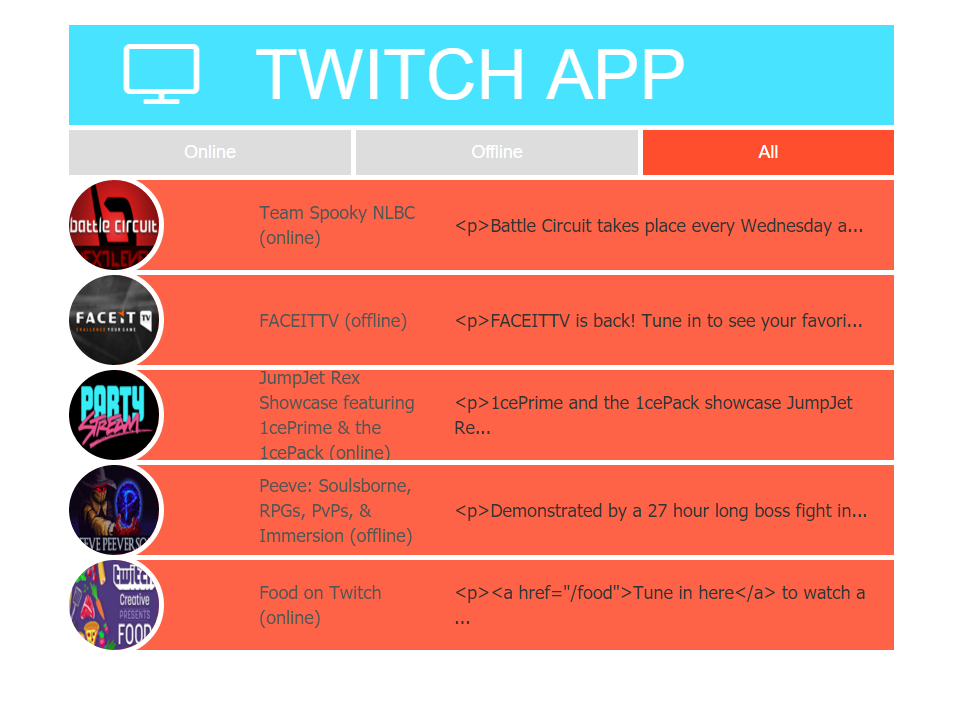 TWITCH APP
Online
Offline
All
battle circuit
NEXT LEVEL
Team Spooky NLBC
(online)
<p>Battle Circuit takes place every Wednesday a...
FACEIT TV
CHALLENGE YOUR GAME
FACEITTV (offline)
<p>FACEITTV is back! Tune in to see your favori...
PARTY
STREAM
JumpJet Rex
Showcase featuring
1cePrime & the
1cePack (online)
<p>1cePrime and the 1cePack showcase JumpJet
Re...
Peeve: Soulsborne,
RPGs, PvPs, &
Immersion (offline)
<p>Demonstrated by a 27 hour long boss fight in...
twitch
Creative
PRESENTS
FOOD
Food on Twitch
(online)
<p><a href="/food">Tune in here</a> to watch a
...